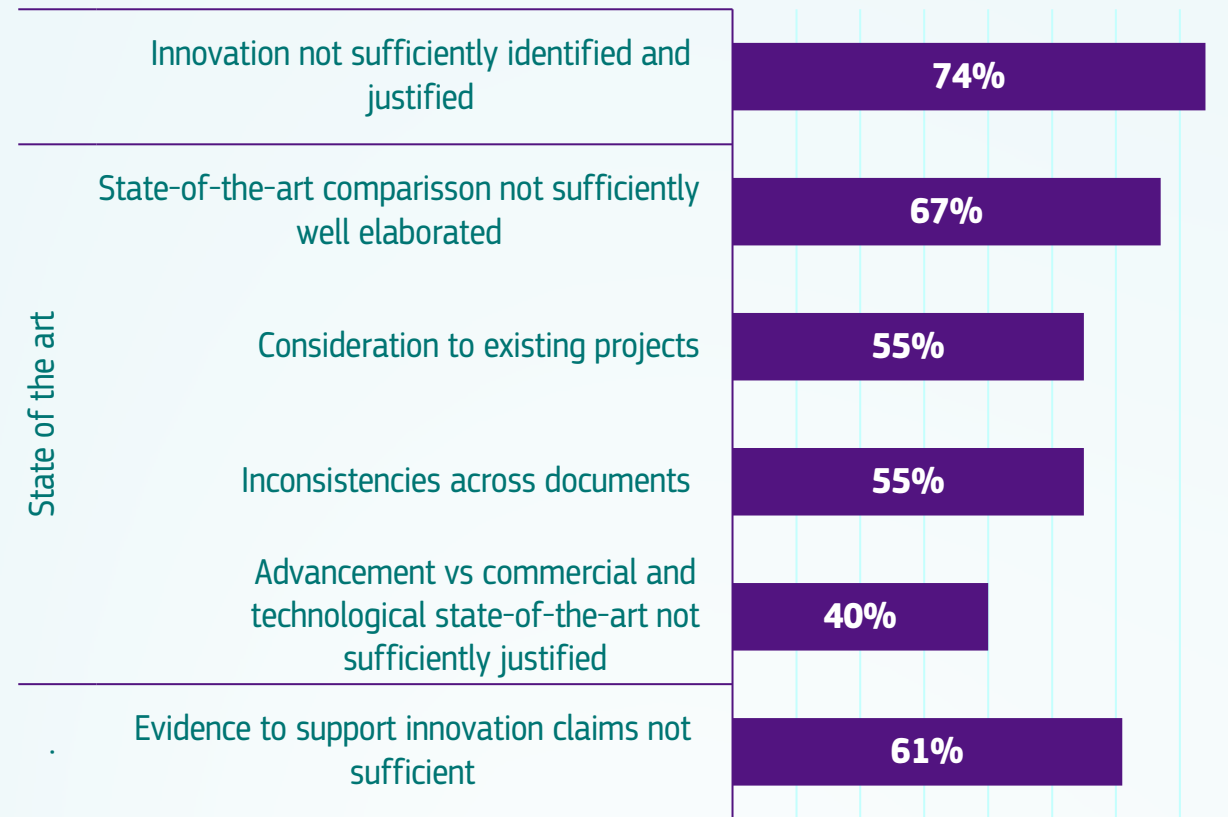 Innovation not sufficiently identified and
justified
74%
State of the art
State-of-the-art comparisson not sufficiently
well elaborated
67%
Consideration to existing projects
55%
Inconsistencies across documents
55%
Advancement vs commercial and
technological state-of-the-art not
sufficiently justified
40%
.
Evidence to support innovation claims not
sufficient
61%